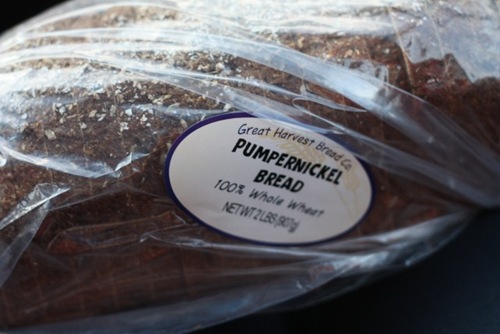 Great Harvest Bread Co.
PUMPERNICKEL
BREAD
100% Whole Wheat
NET WT 2 LBS (907g)